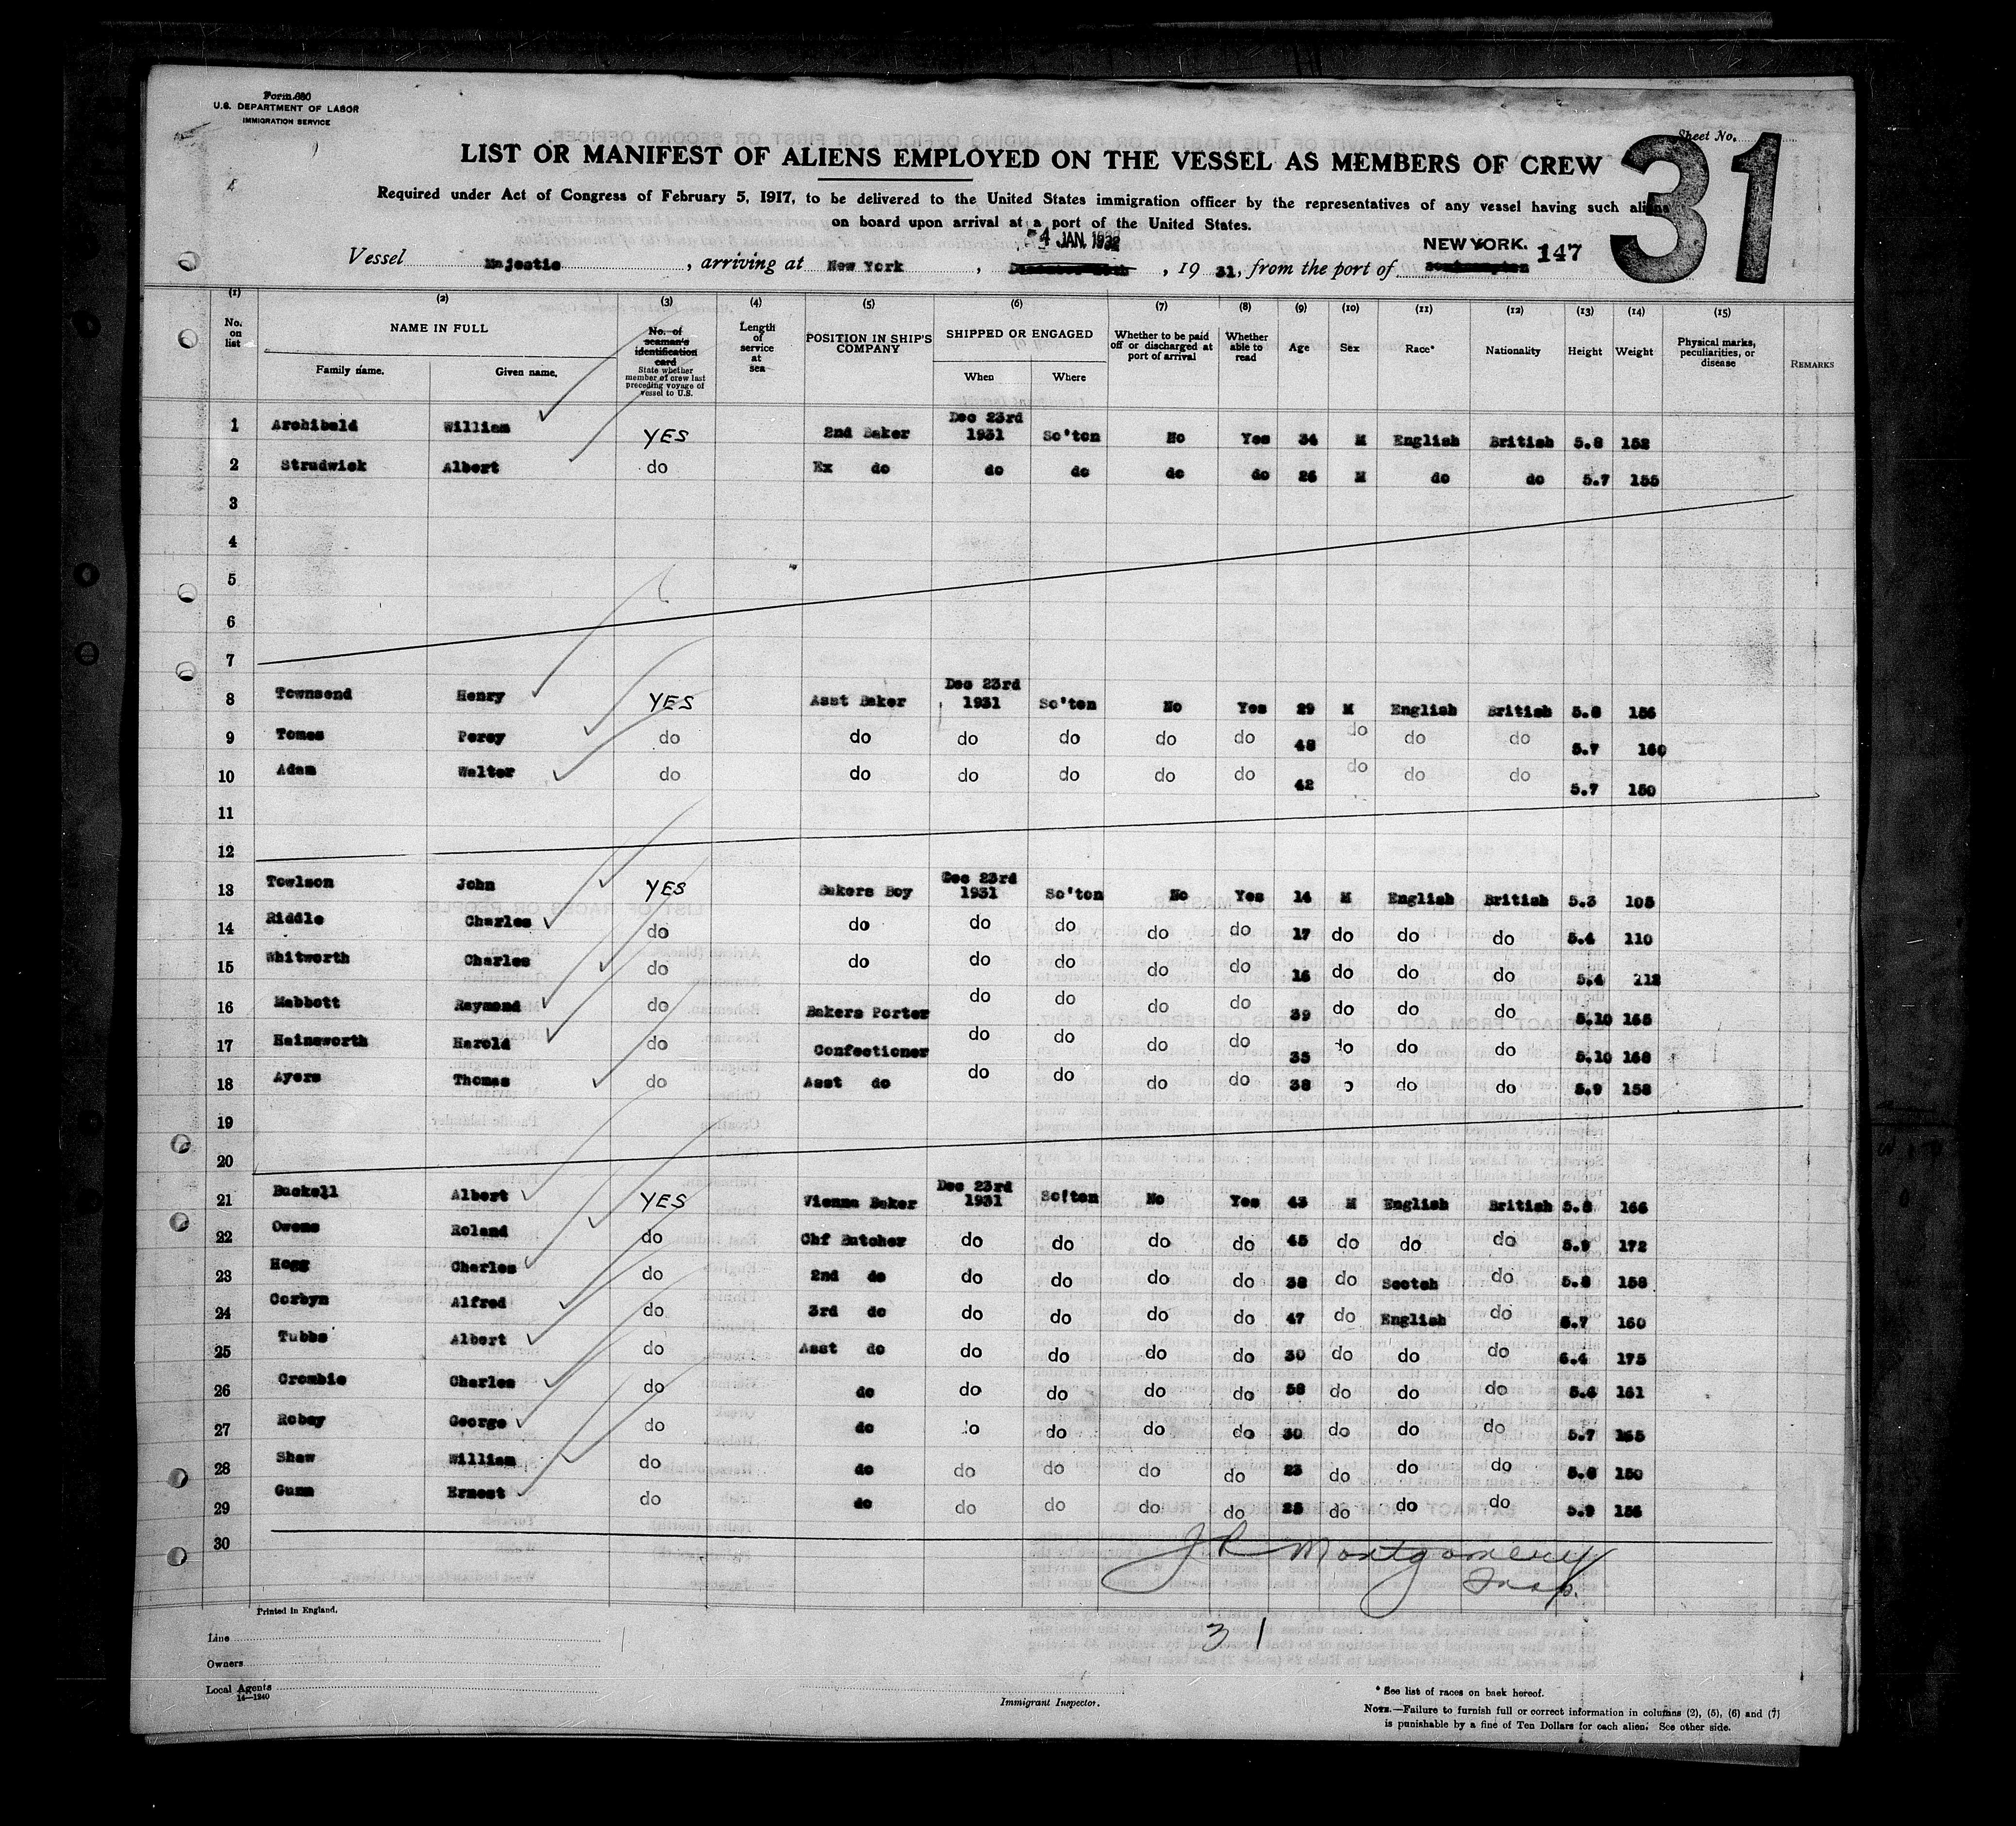 Form 680
U.S. DEPARTMENT OF LABOR
IMMIGRATION SERVICE
Sheet No.
31
LIST OR MANIFEST OF ALIENS EMPLOYED ON THE VESSEL AS MEMBERS OF CREW
Required under Act of Congress of February 5, 1917, to be delivered to the United States immigration officer by the representatives of any vessel having such aliens
on board upon arrival at a port of the United States.
4 JAN. 1932
NEW YORK. 147
Vessel Majestic, arriving at New York, , 19 31, from the port of Southampton
(1) (2) (3) (4) (5) (6) (7) (8) (9) (10) (11) (12) (13) (14) (15)
No. on list NAME IN FULL Family name. Given name. No. of seaman's identification card State whether member of crew last preceding voyage of vessel to U.S. Length of service at sea POSITION IN SHIP'S COMPANY SHIPPED OR ENGAGED When Where Whether to be paid off or discharged at port of arrival Whether able to read Age Sex Race* Nationality Height Weight Physical marks, peculiarities, or disease REMARKS
1 Archibald William YES 2nd Baker Dec 23rd 1931 So'ton No Yes 34 M English British 5.8 152
2 Strudwick Albert do Ex do do do do do 26 M do do 5.7 155
3
4
5
6
7
8 Townsend Henry YES Asst Baker Dec 23rd 1931 So'ton No Yes 29 M English British 5.8 156
9 Tomes Percy do do do do do do 48 do do do 5.7 160
10 Adam Walter do do do do do do 42 do do do 5.7 150
11
12
13 Towlson John YES Bakers Boy Dec 23rd 1931 So'ton No Yes 16 M English British 5.3 105
14 Riddle Charles do do do do do do 17 do do do 5.4 110
15 Whitworth Charles do do do do do do 16 do do do 5.4 112
16 Mabbott Raymond do Bakers Porter do do do do 39 do do do 5.10 165
17 Hainsworth Harold do Confectioner do do do do 35 do do do 5.10 168
18 Ayers Thomas do Asst do do do do do 38 o do do 5.9 158
19
20
21 Buckell Albert YES Vienna Baker Dec 23rd 1931 So'ton No Yes 43 M English British 5.8 166
22 Owens Roland do Chf Butcher do do do do 45 do do do 5.9 172
23 Hogg Charles do 2nd do do do do do 38 do Scotch do 5.8 158
24 Corbyn Alfred do 3rd do do do do do 47 do English do 5.7 160
25 Tubbs Albert do Asst do do do do do 30 do do do 6.4 175
26 Crombie Charles do do do do do do 58 do do do 5.6 161
27 Robey George do do do do do do 30 do do do 5.7 165
28 Shaw William do do do do do do 23 do do do 5.8 150
29 Gunn Ernest do do do do do do 25 do do do 5.9 156
30
J R Montgomery
Insp.
Printed in England.
31
Line
Owners
Local Agents
14—1240
Immigrant Inspector.
* See list of races on back hereof.
NOTE.—Failure to furnish full or correct information in columns (2), (5), (6) and (7)
is punishable by a fine of Ten Dollars for each alien. See other side.